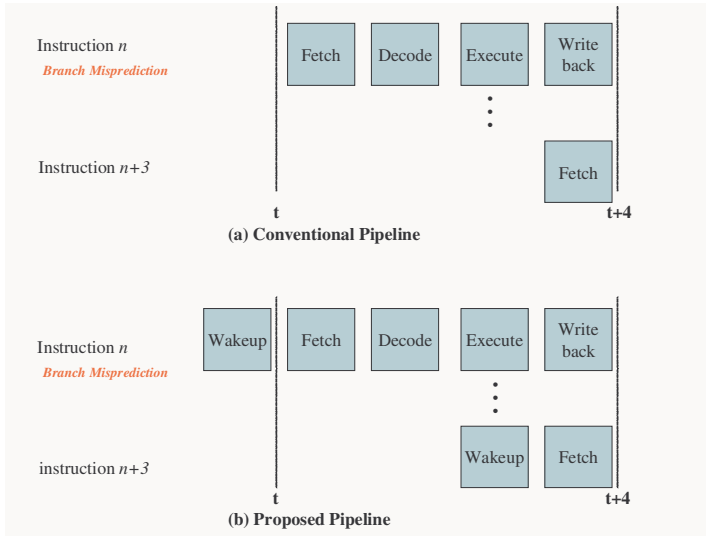 Instruction n
Branch Misprediction
Fetch
Decode
Execute
Write
back
Instruction n+3
Fetch
t
t+4
(a) Conventional Pipeline
Instruction n
Branch Misprediction
Wakeup
Fetch
Decode
Execute
Write
back
instruction n+3
Wakeup
Fetch
t
t+4
(b) Proposed Pipeline